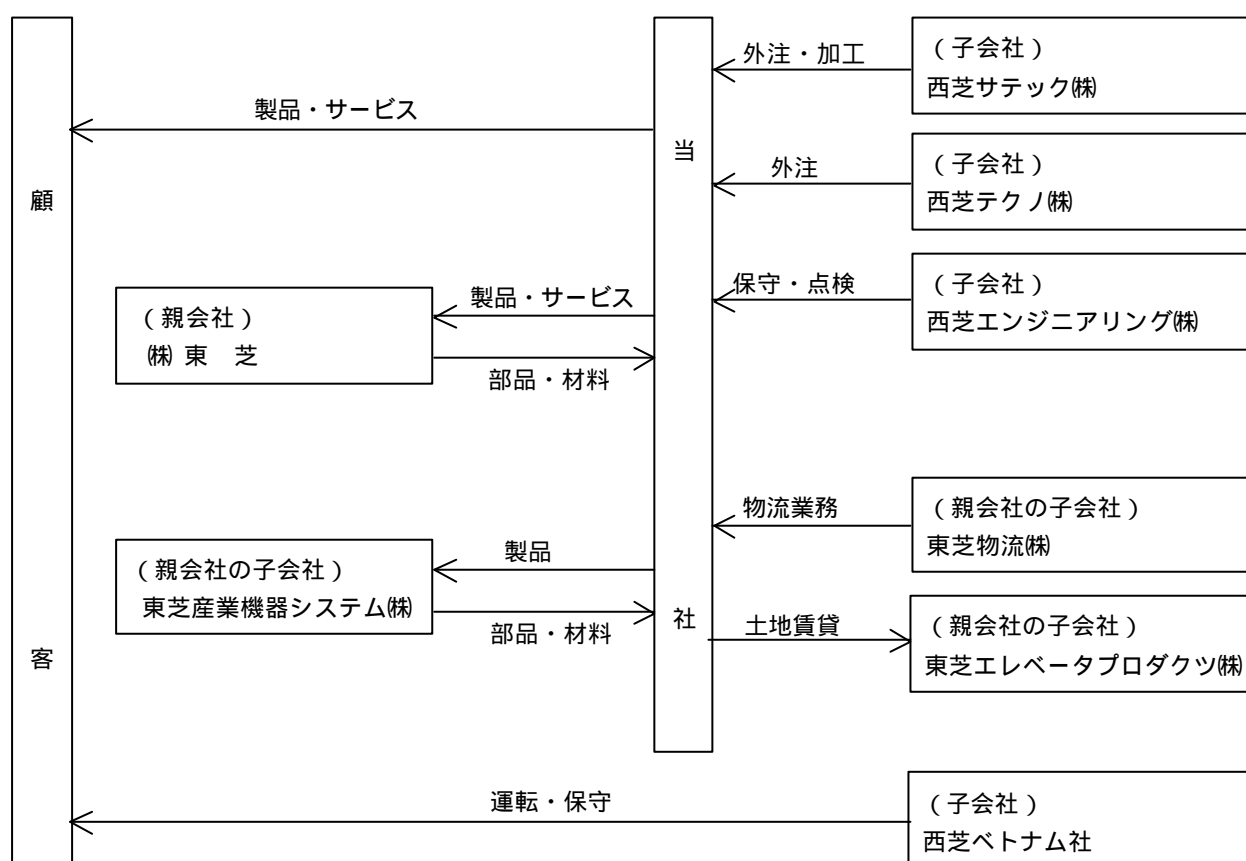 外注・加工
(子会社)
西芝サテック㈱
製品・サービス
当
外注
(子会社)
西芝テクノ㈱
顧
保守・点検
(子会社)
西芝エンジニアリング㈱
製品・サービス
(親会社)
㈱ 東 芝
部品・材料
物流業務
(親会社の子会社)
東芝物流㈱
製品
(親会社の子会社)
東芝産業機器システム㈱
部品・材料
社
土地賃貸
(親会社の子会社)
東芝エレベータプロダクツ㈱
客
運転・保守
(子会社)
西芝ベトナム社